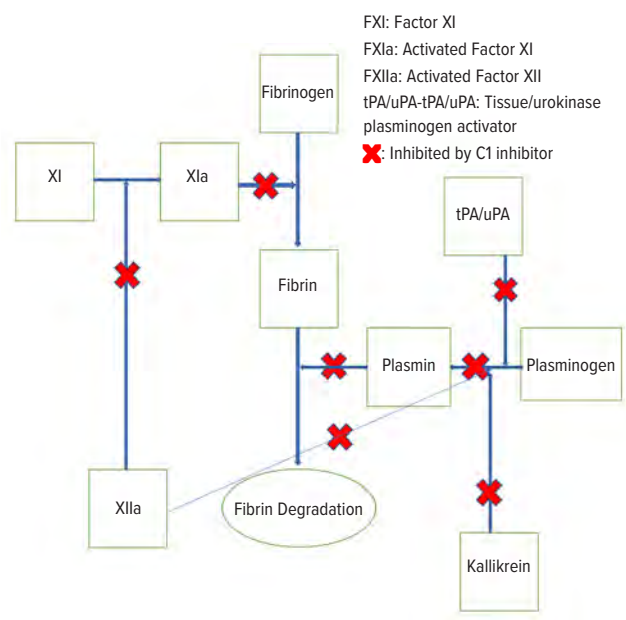 FXI: Factor XI
FXIa: Activated Factor XI
FXIIa: Activated Factor XII
tPA/uPA-tPA/uPA: Tissue/urokinase
plasminogen activator
: Inhibited by C1 inhibitor
Fibrinogen
XI
XIa
tPA/uPA
Fibrin
Plasmin
Plasminogen
XIIa
Fibrin Degradation
Kallikrein